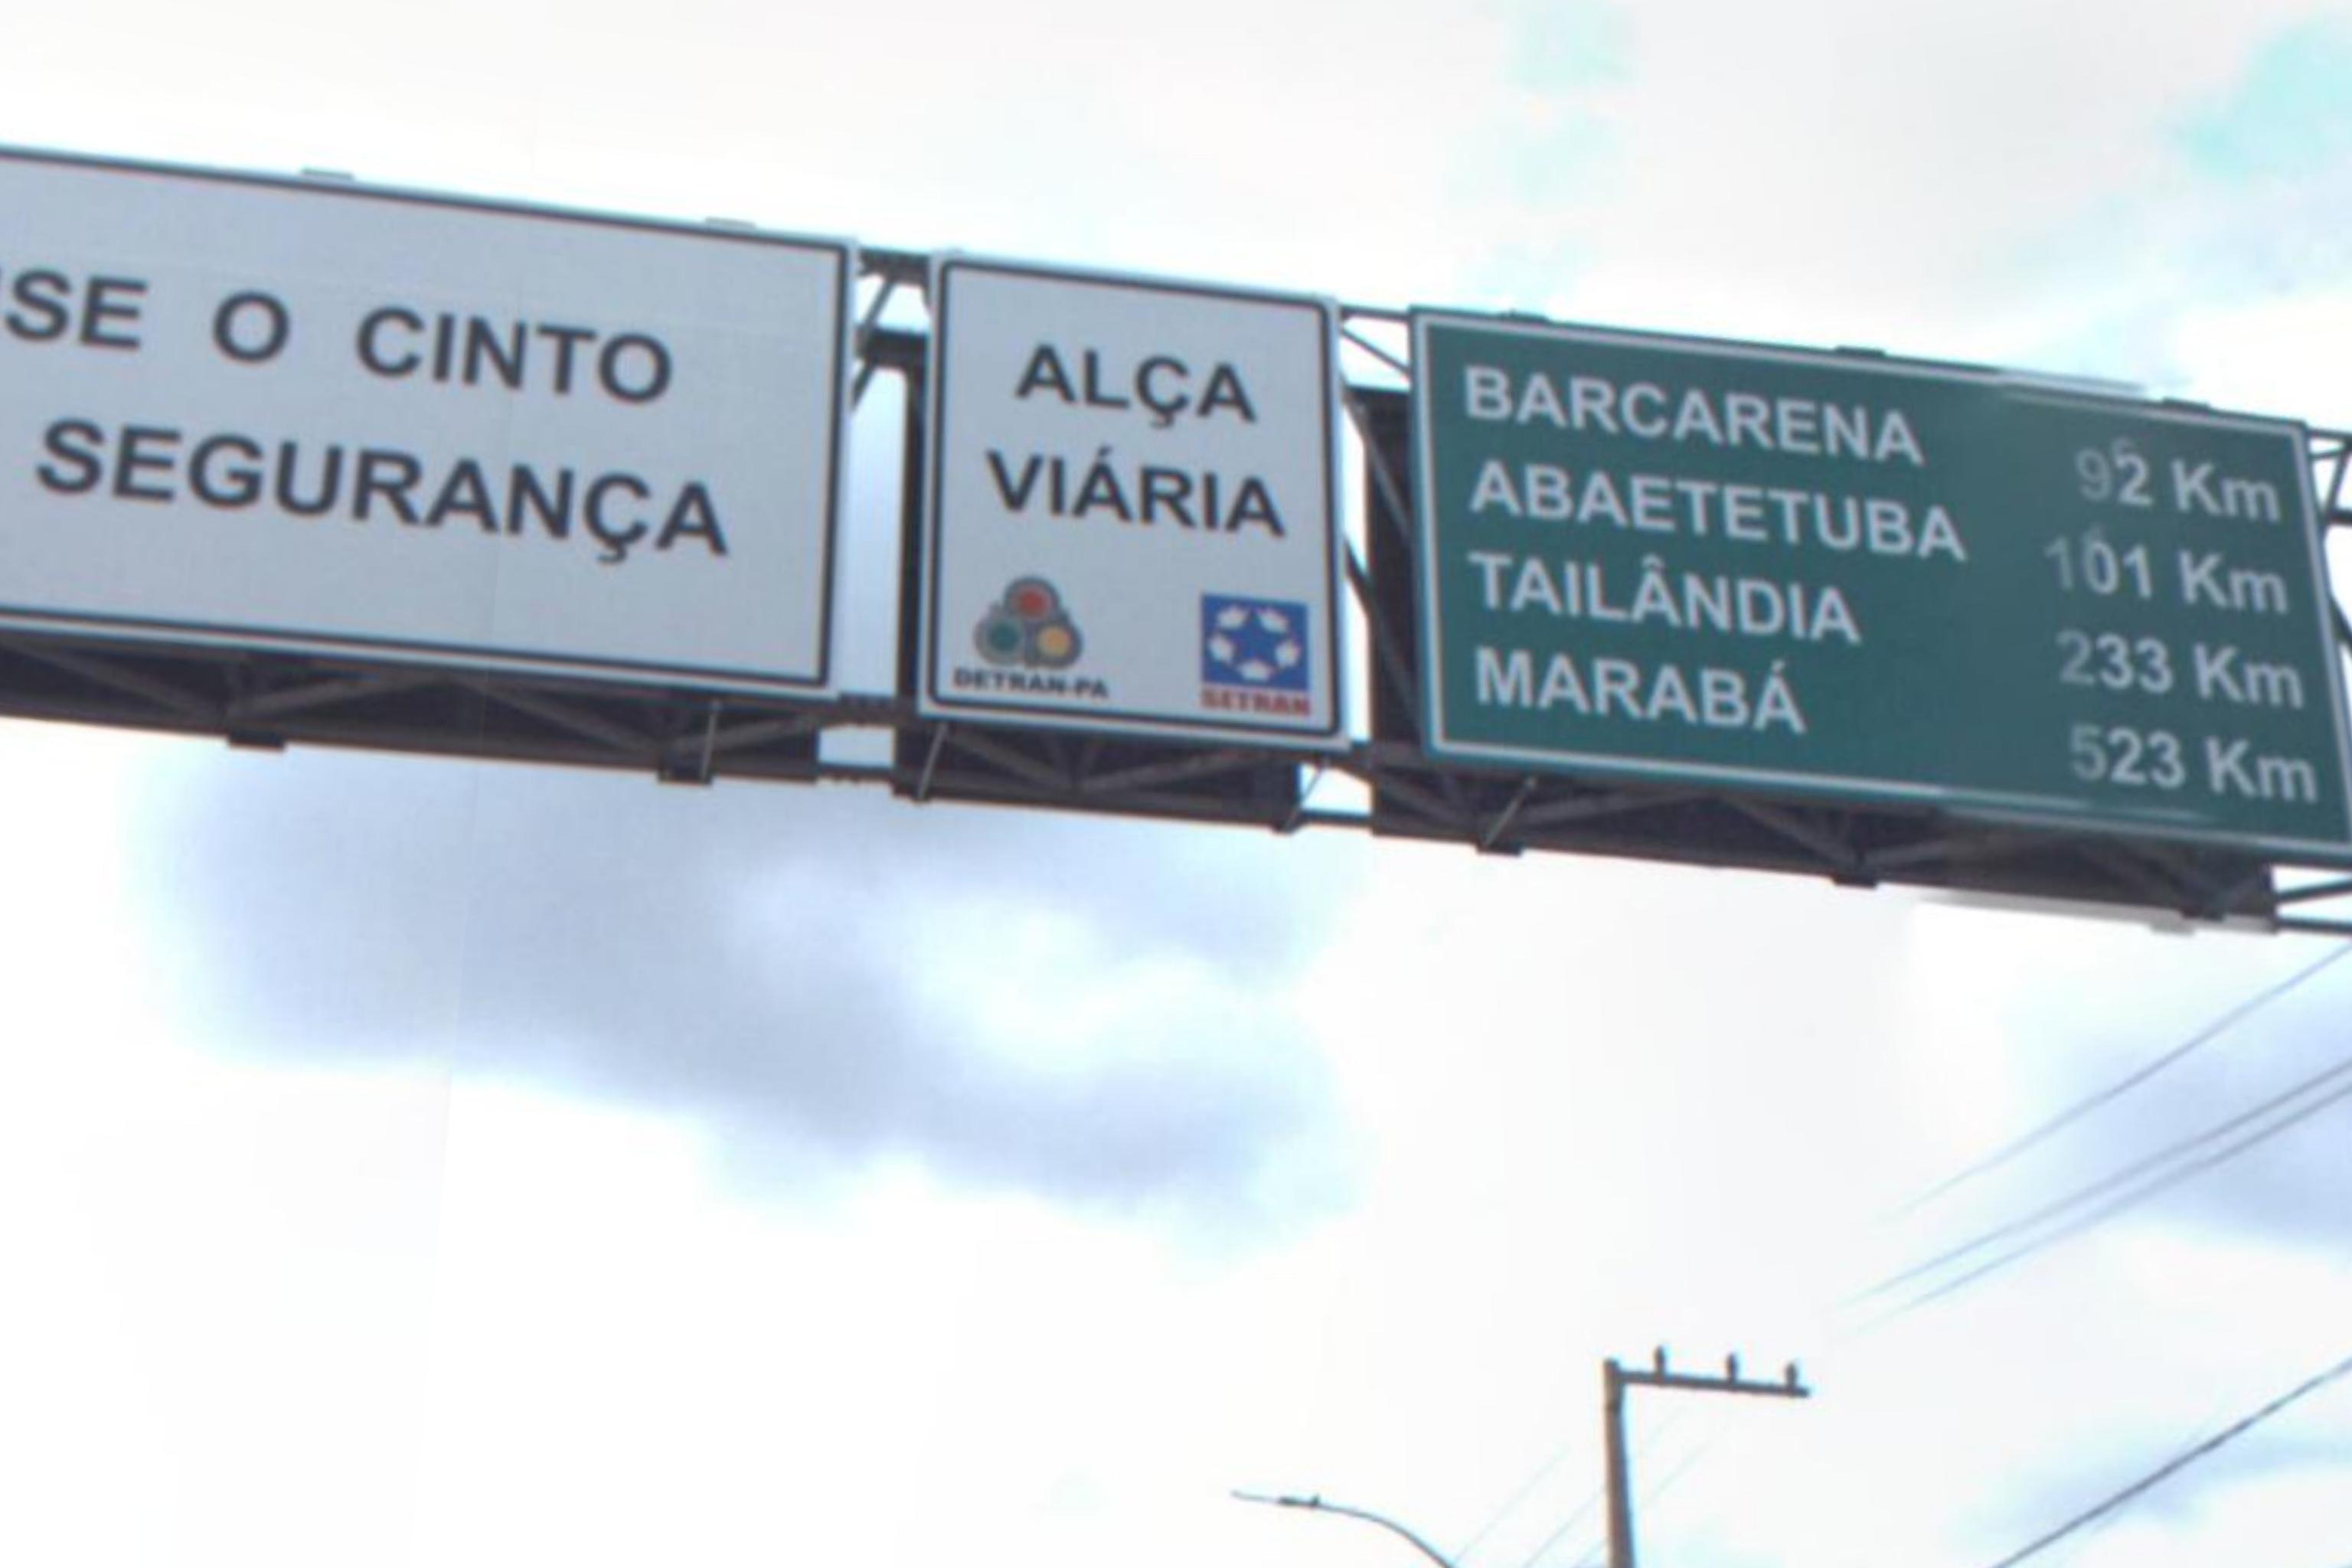 SE O CINTO
SEGURANÇA
ALÇA
VIÁRIA
DETRAN-PA
SETRAN
BARCARENA 92 Km
ABAETETUBA 101 Km
TAILÂNDIA 233 Km
MARABÁ 523 Km